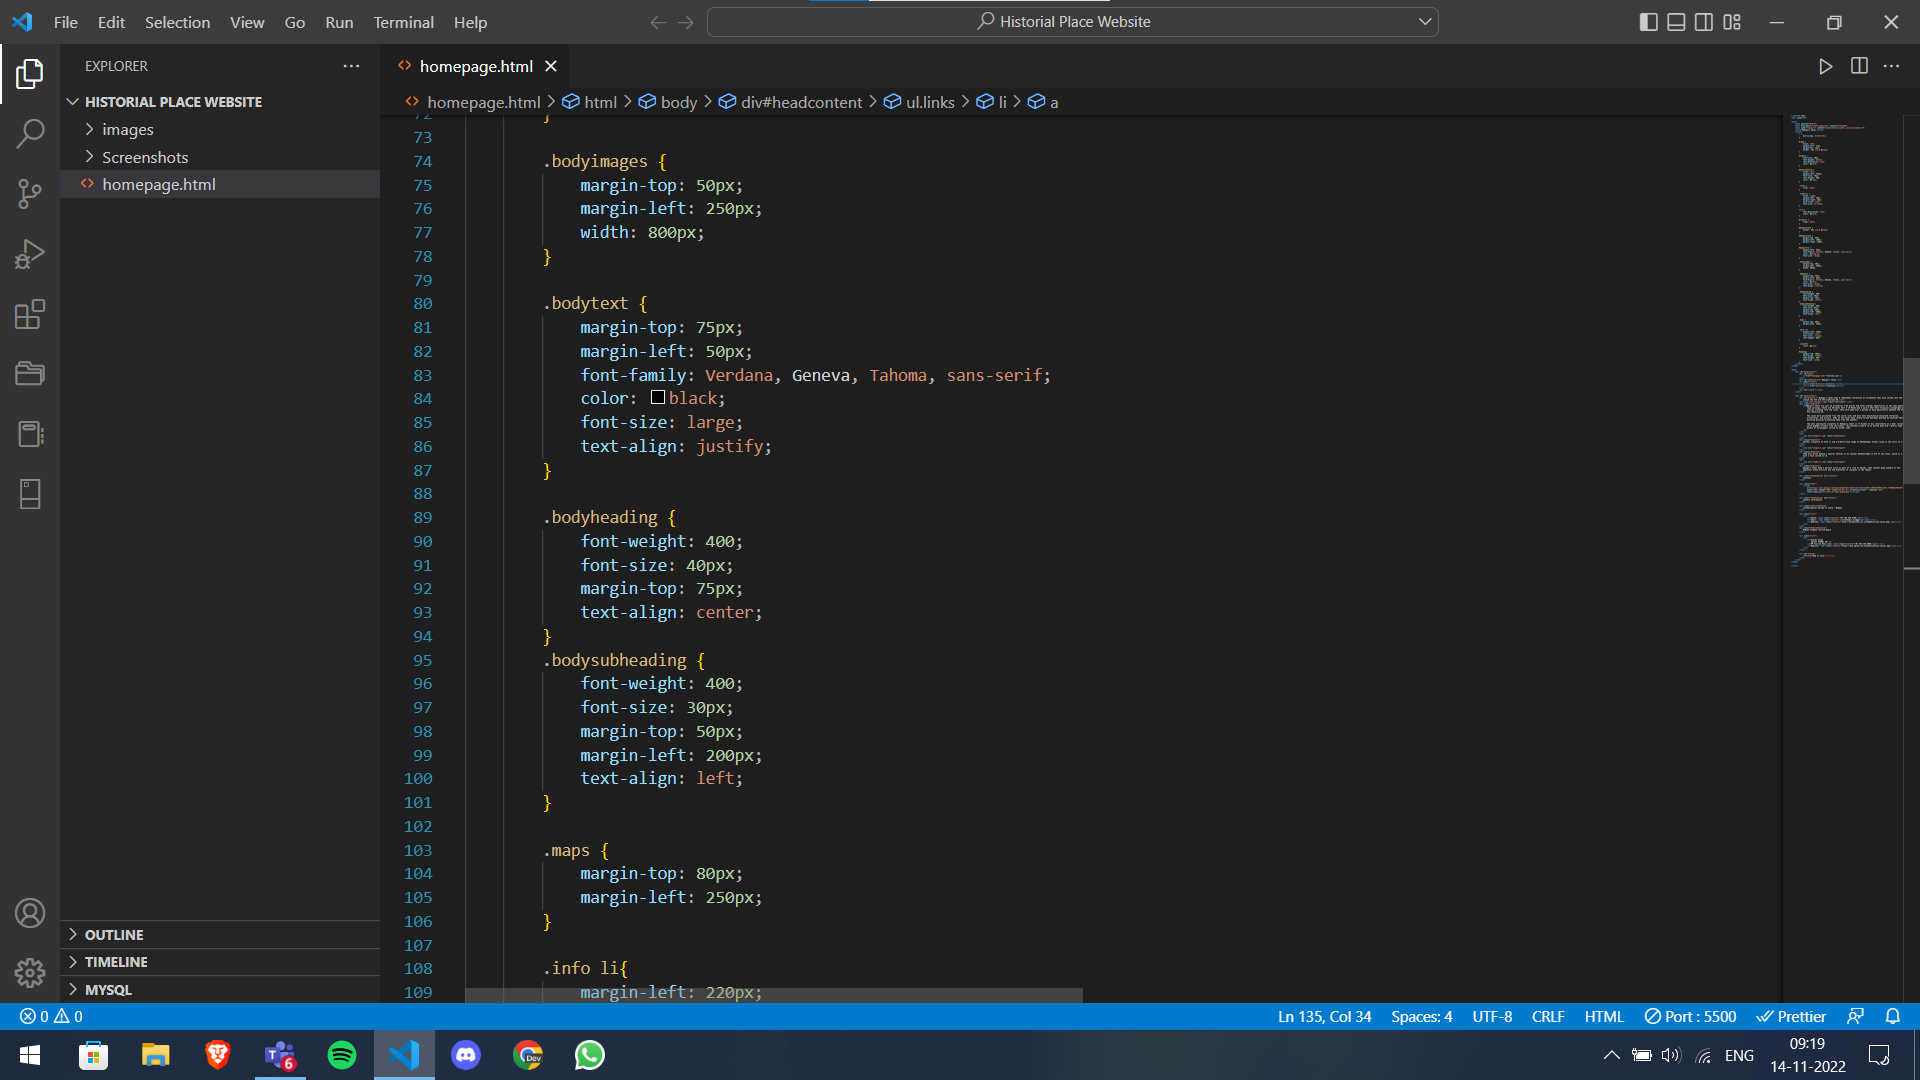 File Edit Selection View Go Run Terminal Help
Historial Place Website
EXPLORER
HISTORIAL PLACE WEBSITE
images
Screenshots
homepage.html
OUTLINE
TIMELINE
MYSQL
homepage.html
homepage.html html body div#headcontent ul.links li a
72 }
73
74 .bodyimages {
75 margin-top: 50px;
76 margin-left: 250px;
77 width: 800px;
78 }
79
80 .bodytext {
81 margin-top: 75px;
82 margin-left: 50px;
83 font-family: Verdana, Geneva, Tahoma, sans-serif;
84 color: black;
85 font-size: large;
86 text-align: justify;
87 }
88
89 .bodyheading {
90 font-weight: 400;
91 font-size: 40px;
92 margin-top: 75px;
93 text-align: center;
94 }
95 .bodysubheading {
96 font-weight: 400;
97 font-size: 30px;
98 margin-top: 50px;
99 margin-left: 200px;
100 text-align: left;
101 }
102
103 .maps {
104 margin-top: 80px;
105 margin-left: 250px;
106 }
107
108 .info li{
109 margin-left: 220px;
0 0 Ln 135, Col 34 Spaces: 4 UTF-8 CRLF HTML Port : 5500 Prettier
6 Dev ENG
09:19
14-11-2022